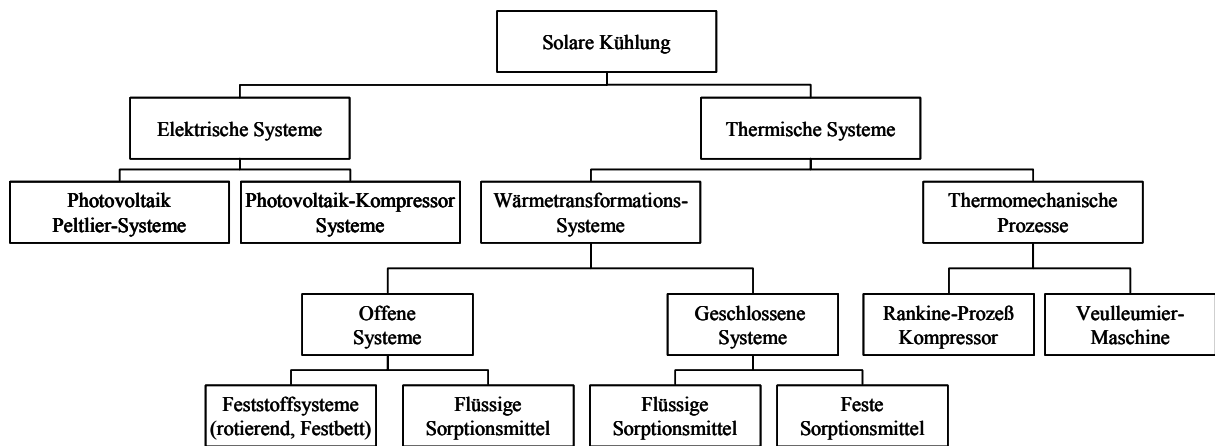 Solare Kühlung
Elektrische Systeme
Thermische Systeme
Photovoltaik
Peltlier-Systeme
Photovoltaik-Kompressor
Systeme
Wärmetransformations-
Systeme
Thermomechanische
Prozesse
Offene
Systeme
Geschlossene
Systeme
Rankine-Prozeß
Kompressor
Veulleumier-
Maschine
Feststoffsysteme
(rotierend, Festbett)
Flüssige
Sorptionsmittel
Flüssige
Sorptionsmittel
Feste
Sorptionsmittel